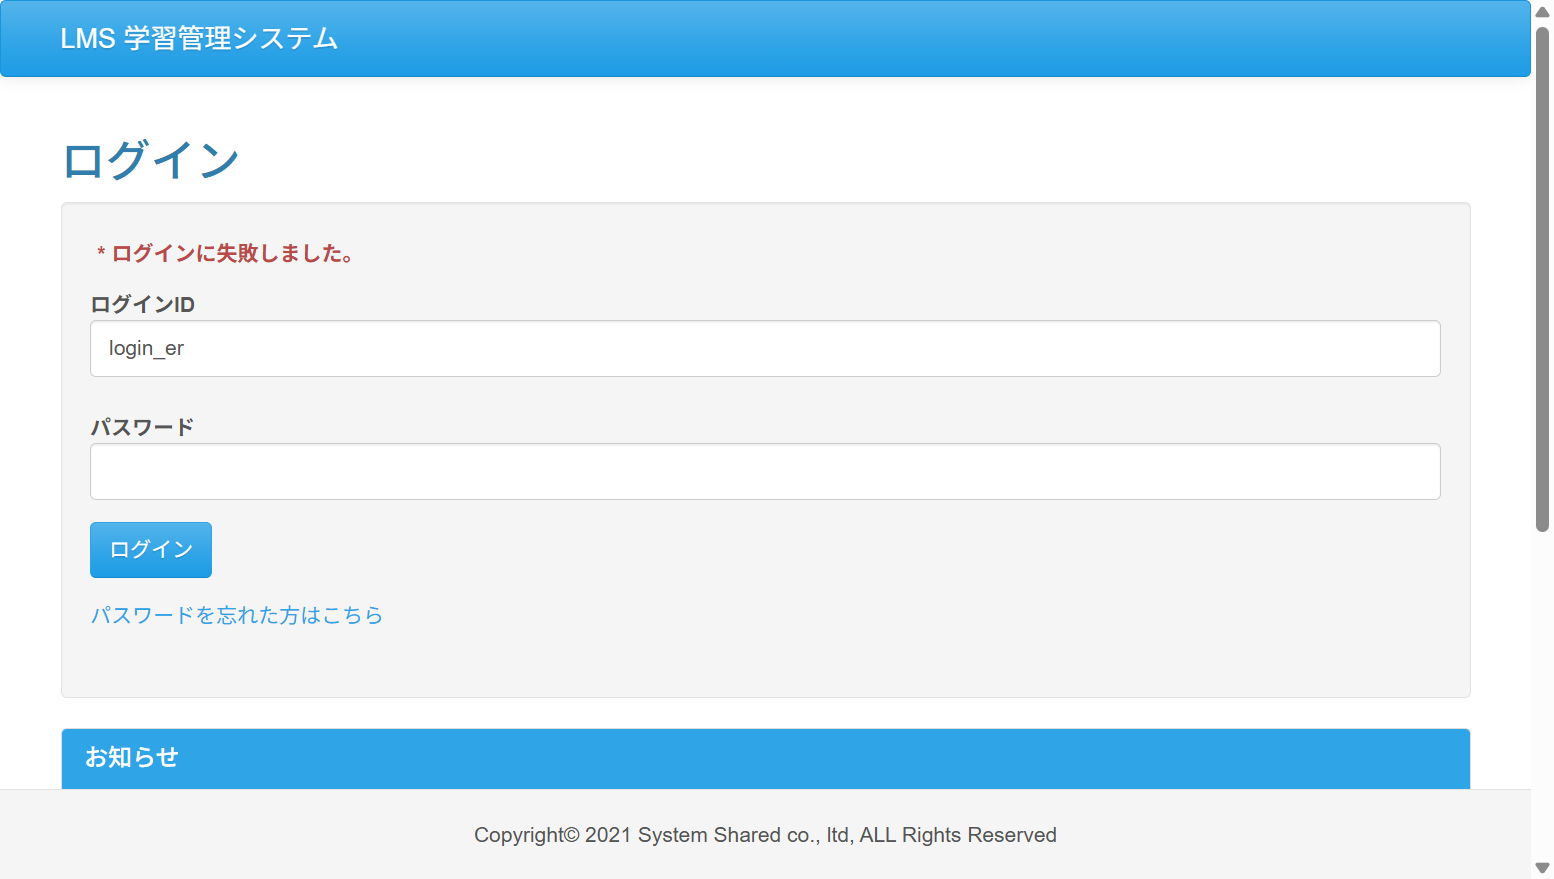 LMS 学習管理システム
ログイン
* ログインに失敗しました。
ログインID
login_er
パスワード
ログイン
パスワードを忘れた方はこちら
お知らせ
Copyright© 2021 System Shared co., ltd, ALL Rights Reserved